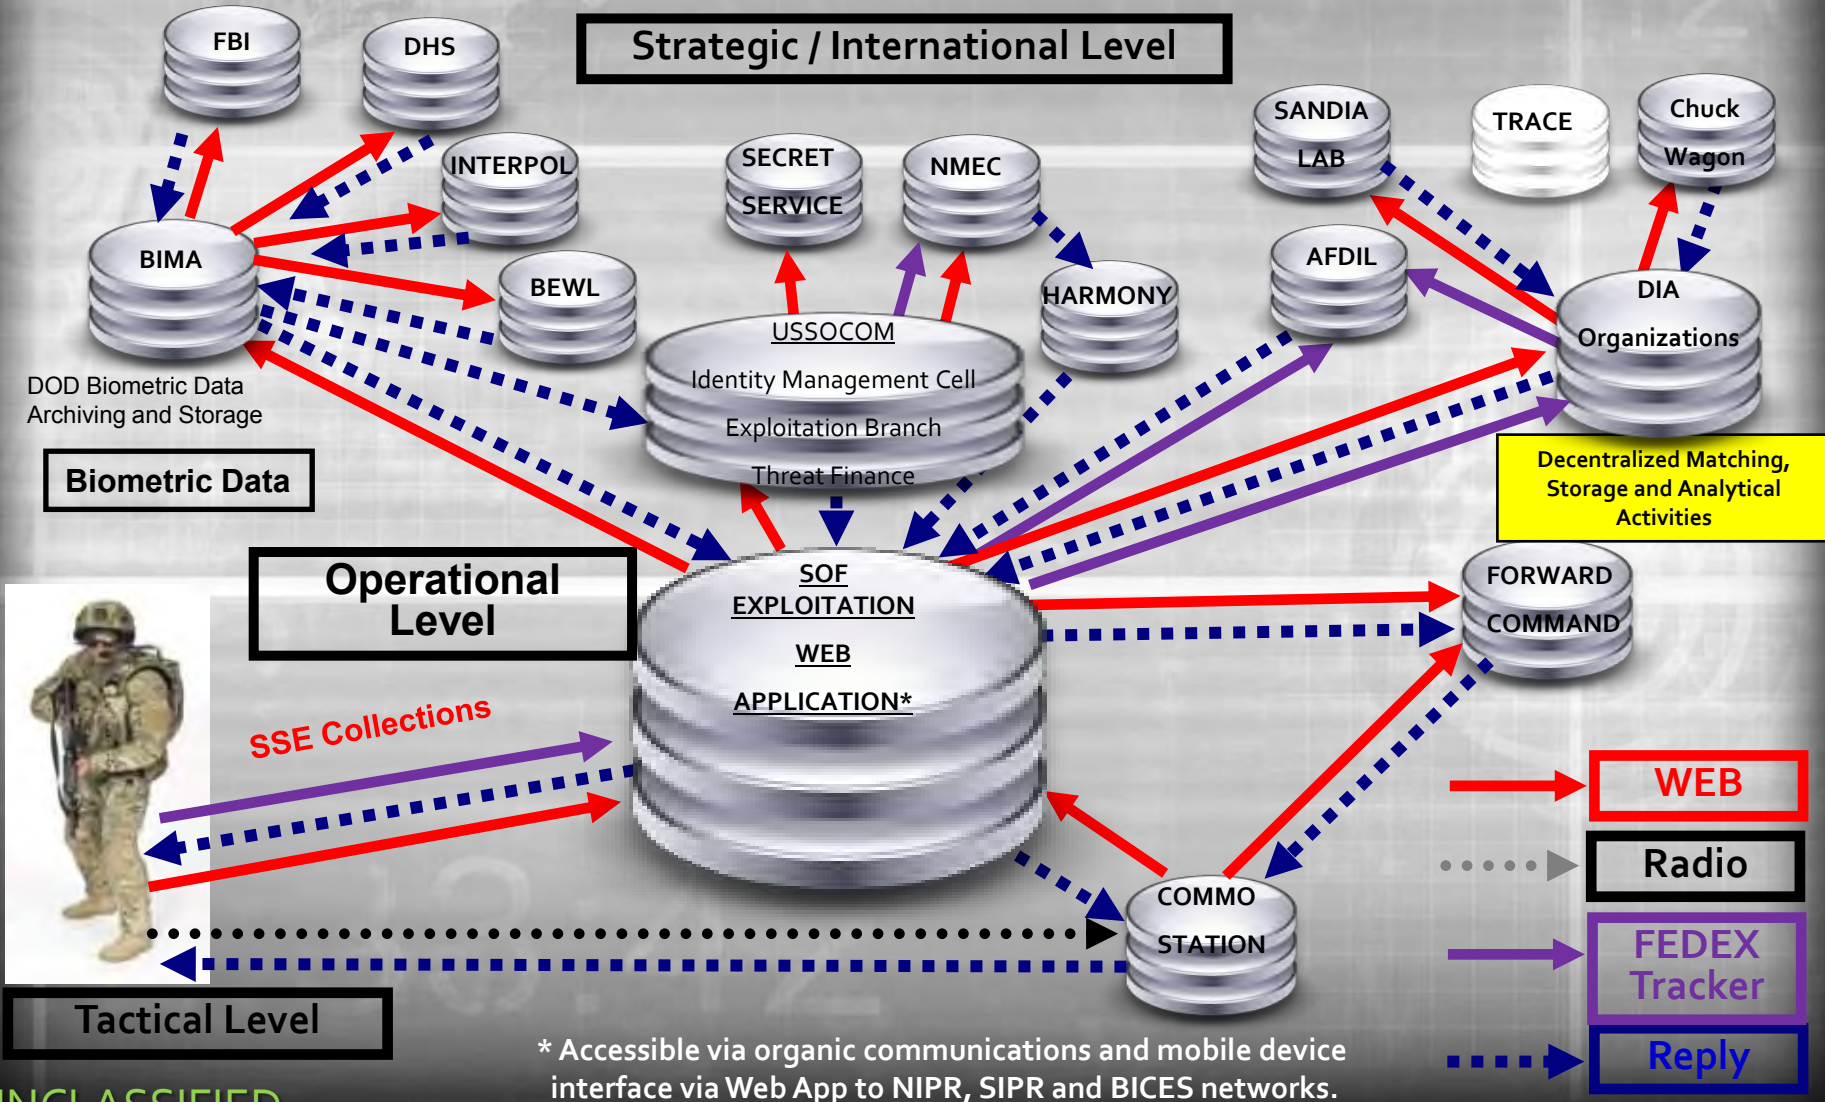 Strategic / International Level
FBI
DHS
INTERPOL
BIMA
BEWL
DOD Biometric Data
Archiving and Storage
Biometric Data
SECRET
SERVICE
NMEC
HARMONY
USSOCOM
Identity Management Cell
Exploitation Branch
Threat Finance
SANDIA
LAB
TRACE
Chuck
Wagon
AFDIL
DIA
Organizations
Decentralized Matching,
Storage and Analytical
Activities
Operational
Level
SOF
EXPLOITATION
WEB
APPLICATION*
FORWARD
COMMAND
SSE Collections
COMMO
STATION
WEB
Radio
FEDEX
Tracker
Reply
Tactical Level
* Accessible via organic communications and mobile device
interface via Web App to NIPR, SIPR and BICES networks.
UNCLASSIFIED